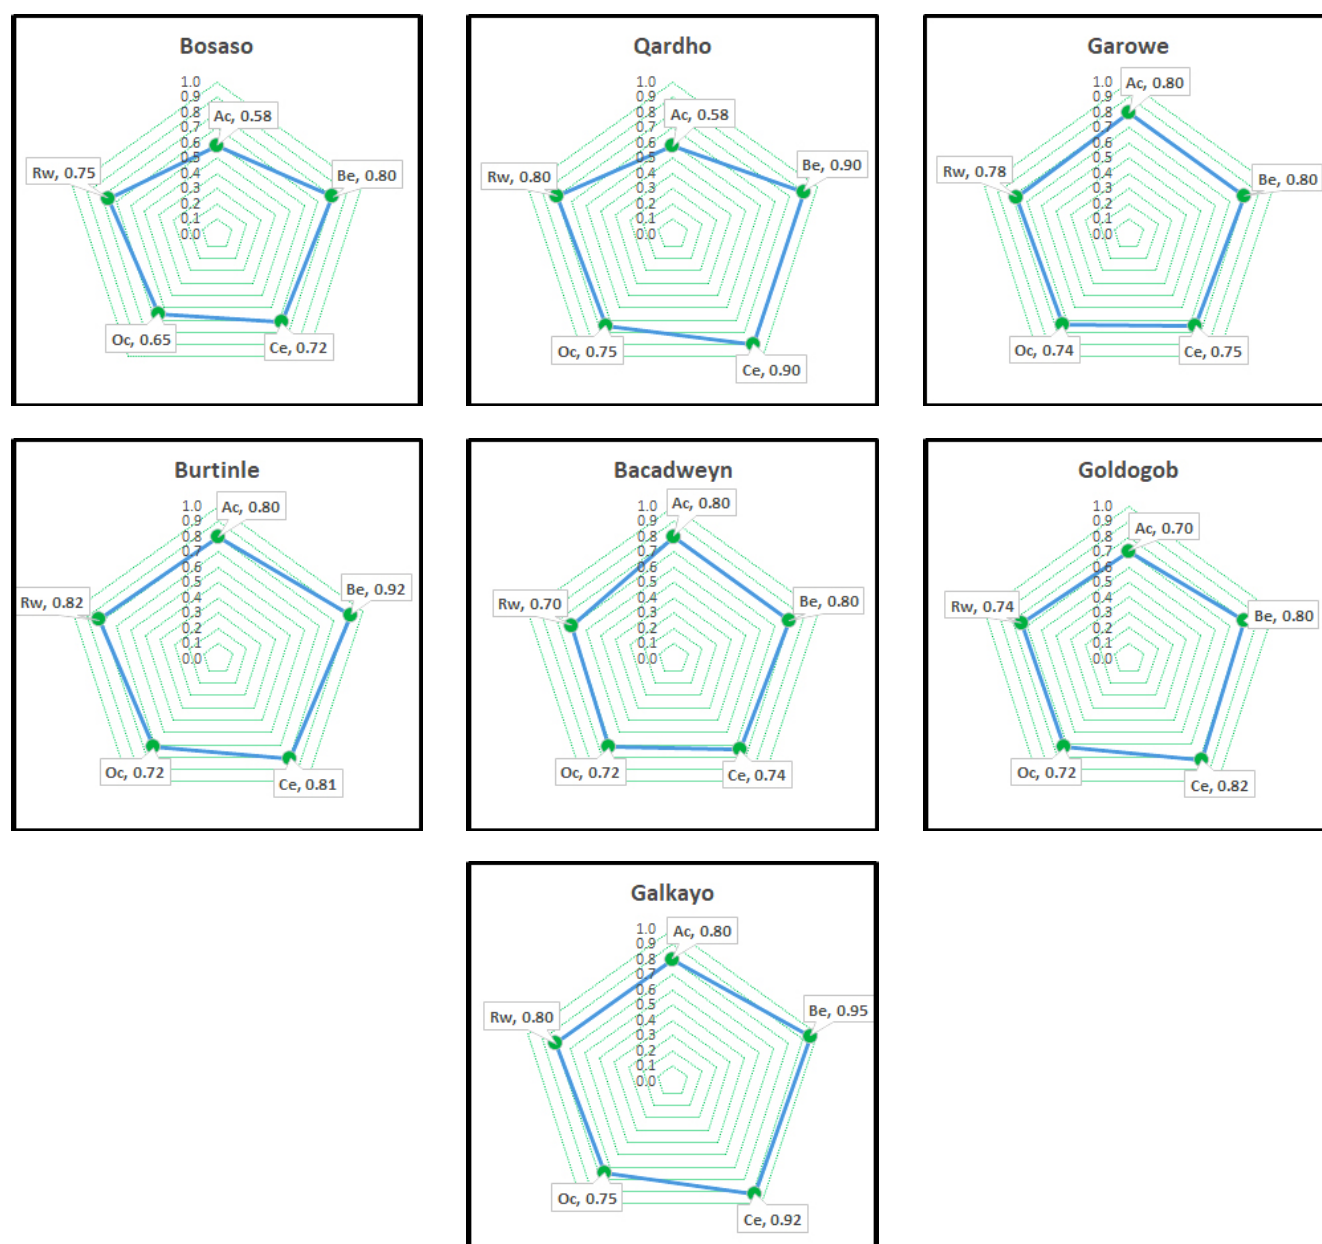 Bosaso
1.0
0.9
0.8
0.7
0.6
0.5
0.4
0.3
0.2
0.1
0.0
Ac, 0.58
Be, 0.80
Ce, 0.72
Oc, 0.65
Rw, 0.75
Qardho
1.0
0.9
0.8
0.7
0.6
0.5
0.4
0.3
0.2
0.1
0.0
Ac, 0.58
Be, 0.90
Ce, 0.90
Oc, 0.75
Rw, 0.80
Garowe
1.0
0.9
0.8
0.7
0.6
0.5
0.4
0.3
0.2
0.1
0.0
Ac, 0.80
Be, 0.80
Ce, 0.75
Oc, 0.74
Rw, 0.78
Burtinle
1.0
0.9
0.8
0.7
0.6
0.5
0.4
0.3
0.2
0.1
0.0
Ac, 0.80
Be, 0.92
Ce, 0.81
Oc, 0.72
Rw, 0.82
Bacadweyn
1.0
0.9
0.8
0.7
0.6
0.5
0.4
0.3
0.2
0.1
0.0
Ac, 0.80
Be, 0.80
Ce, 0.74
Oc, 0.72
Rw, 0.70
Goldogob
1.0
0.9
0.8
0.7
0.6
0.5
0.4
0.3
0.2
0.1
0.0
Ac, 0.70
Be, 0.80
Ce, 0.82
Oc, 0.72
Rw, 0.74
Galkayo
1.0
0.9
0.8
0.7
0.6
0.5
0.4
0.3
0.2
0.1
0.0
Ac, 0.80
Be, 0.95
Ce, 0.92
Oc, 0.75
Rw, 0.80